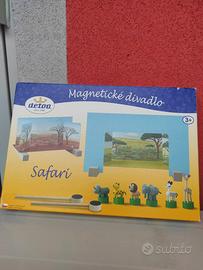 detoa
Magnetické divadlo
3+
Safari
subito